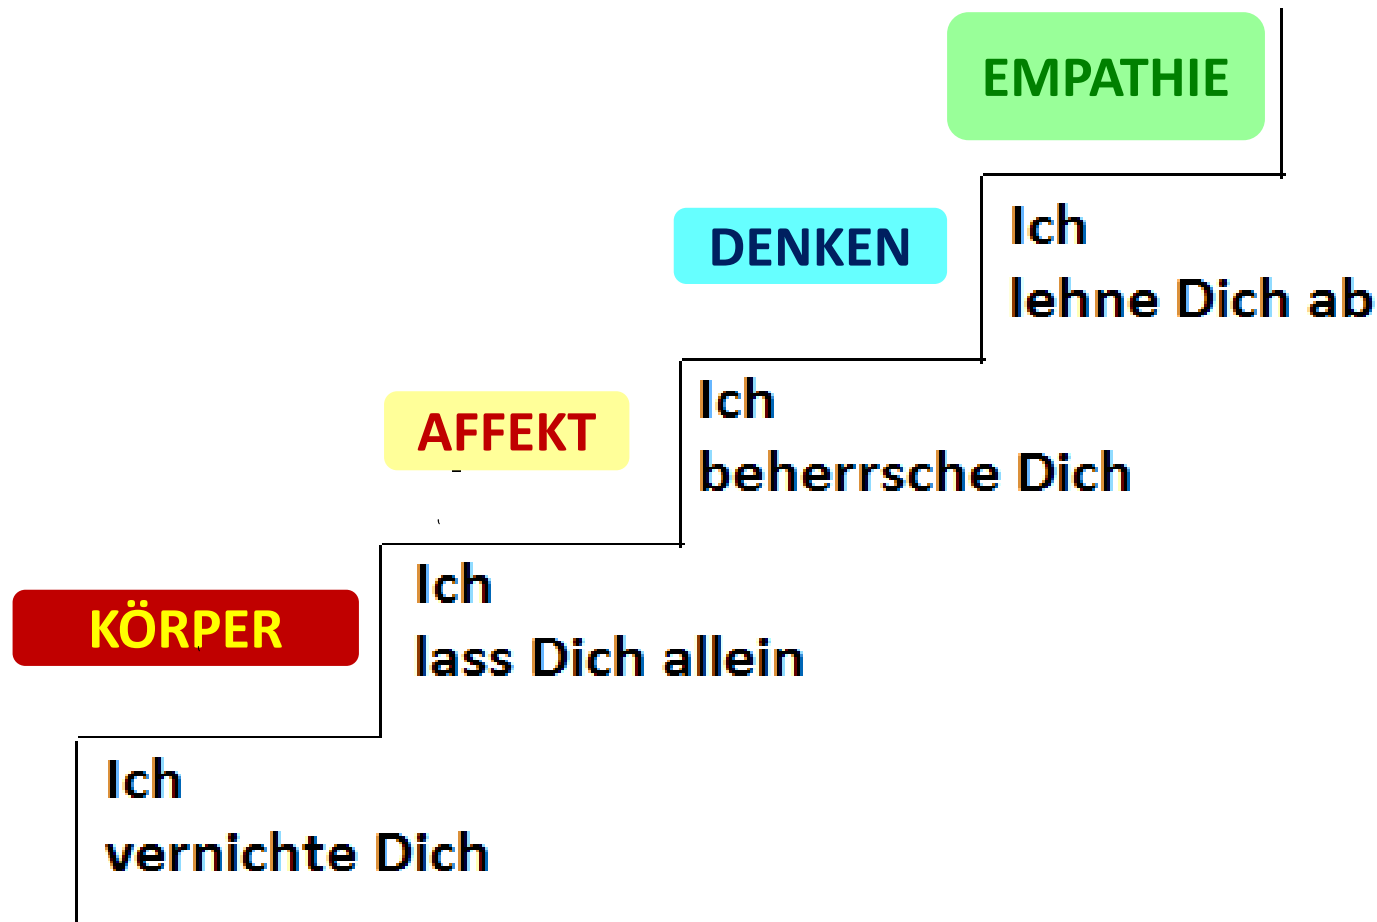 EMPATHIE
Ich
lehne Dich ab
DENKEN
Ich
beherrsche Dich
AFFEKT
Ich
lass Dich allein
KÖRPER
Ich
vernichte Dich